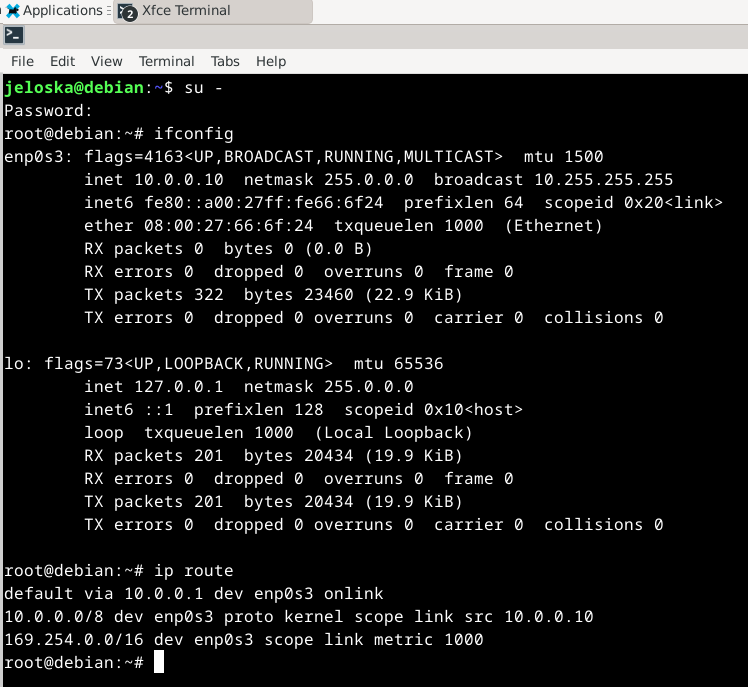 Applications
2 Xfce Terminal
File Edit View Terminal Tabs Help
jeloska@debian:~$ su -
Password:
root@debian:~# ifconfig
enp0s3: flags=4163<UP,BROADCAST,RUNNING,MULTICAST>  mtu 1500
        inet 10.0.0.10  netmask 255.0.0.0  broadcast 10.255.255.255
        inet6 fe80::a00:27ff:fe66:6f24  prefixlen 64  scopeid 0x20<link>
        ether 08:00:27:66:6f:24  txqueuelen 1000  (Ethernet)
        RX packets 0  bytes 0 (0.0 B)
        RX errors 0  dropped 0  overruns 0  frame 0
        TX packets 322  bytes 23460 (22.9 KiB)
        TX errors 0  dropped 0 overruns 0  carrier 0  collisions 0

lo: flags=73<UP,LOOPBACK,RUNNING>  mtu 65536
        inet 127.0.0.1  netmask 255.0.0.0
        inet6 ::1  prefixlen 128  scopeid 0x10<host>
        loop  txqueuelen 1000  (Local Loopback)
        RX packets 201  bytes 20434 (19.9 KiB)
        RX errors 0  dropped 0  overruns 0  frame 0
        TX packets 201  bytes 20434 (19.9 KiB)
        TX errors 0  dropped 0 overruns 0  carrier 0  collisions 0

root@debian:~# ip route
default via 10.0.0.1 dev enp0s3 onlink
10.0.0.0/8 dev enp0s3 proto kernel scope link src 10.0.0.10
169.254.0.0/16 dev enp0s3 scope link metric 1000
root@debian:~#